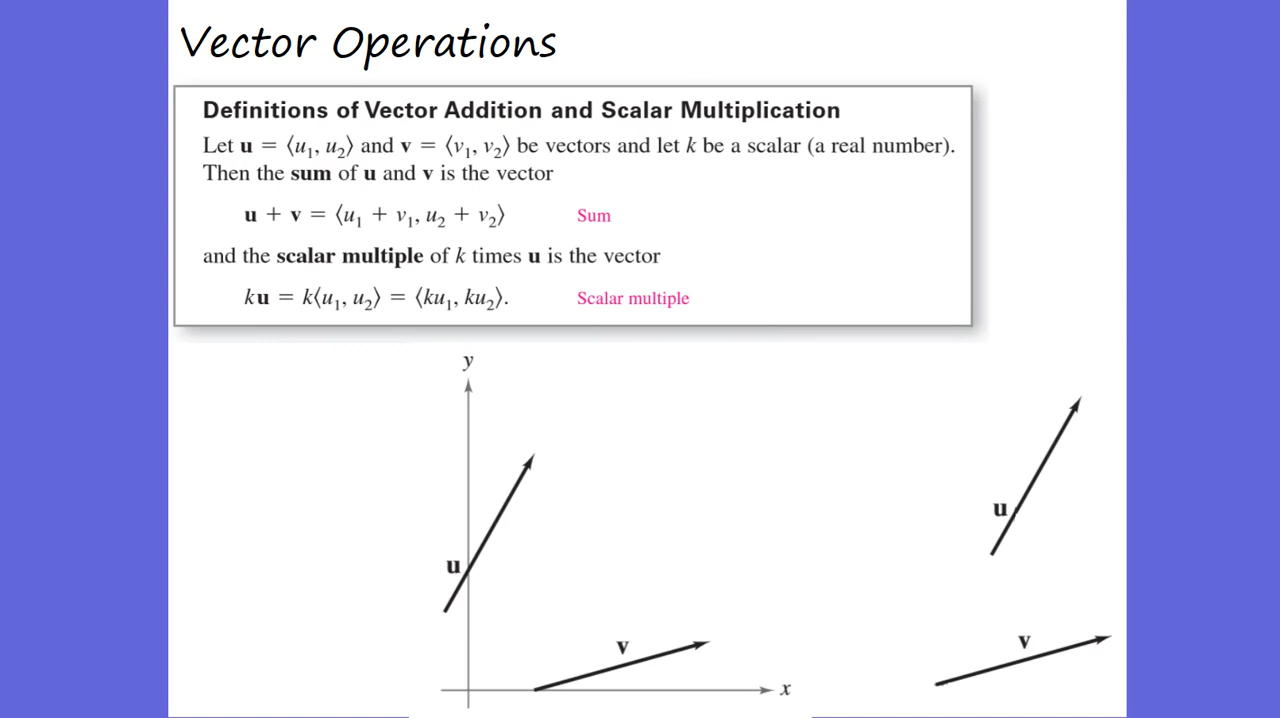 Vector Operations
Definitions of Vector Addition and Scalar Multiplication
Let u = ⟨u₁, u₂⟩ and v = ⟨v₁, v₂⟩ be vectors and let k be a scalar (a real number).
Then the sum of u and v is the vector
u + v = ⟨u₁ + v₁, u₂ + v₂⟩ Sum
and the scalar multiple of k times u is the vector
ku = k⟨u₁, u₂⟩ = ⟨ku₁, ku₂⟩. Scalar multiple
y
u
u
v
v
x